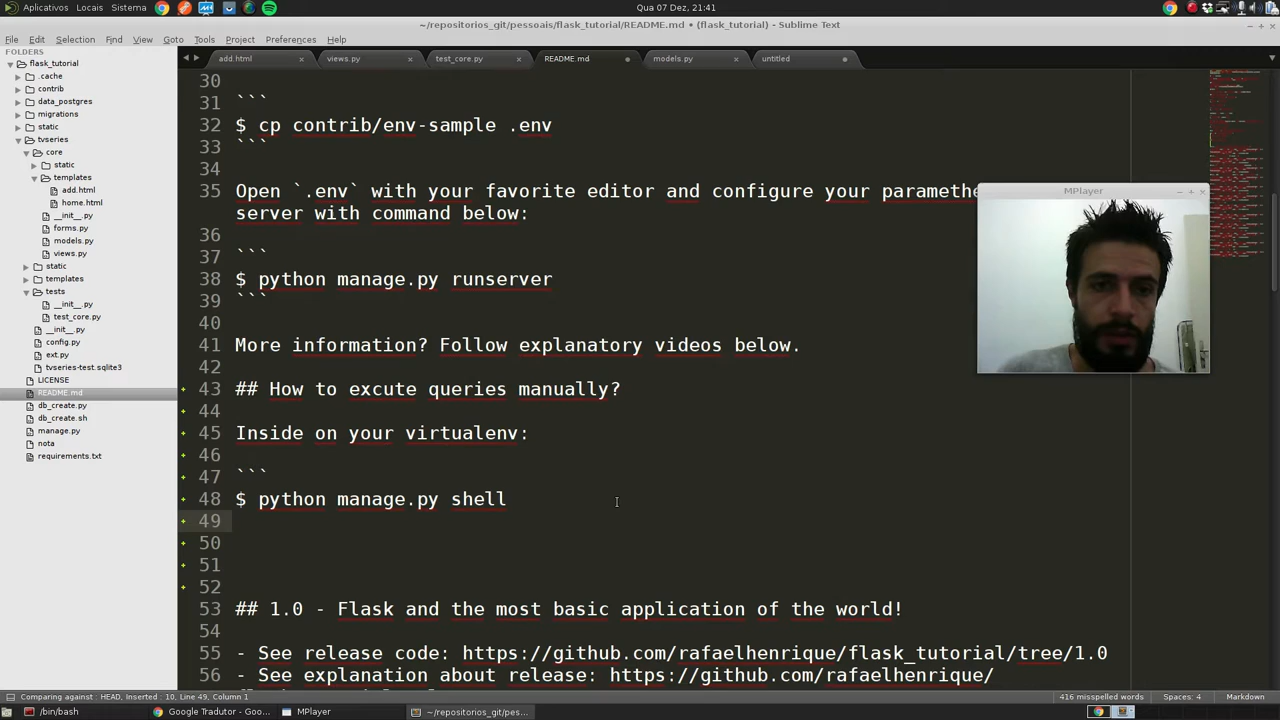 Aplicativos Locais Sistema Qua 07 Dez, 21:41
~/repositorios_git/pessoais/flask_tutorial/README.md • (flask_tutorial) - Sublime Text
File Edit Selection Find View Goto Tools Project Preferences Help
FOLDERS
flask_tutorial
.cache
contrib
data_postgres
migrations
static
tvseries
core
static
templates
add.html
home.html
__init__.py
forms.py
models.py
views.py
static
templates
tests
__init__.py
test_core.py
__init__.py
config.py
ext.py
tvseries-test.sqlite3
LICENSE
README.md
db_create.py
db_create.sh
manage.py
nota
requirements.txt
add.html views.py test_core.py README.md models.py untitled
30
31 ```
32 $ cp contrib/env-sample .env
33 ```
34
35 Open `.env` with your favorite editor and configure your paramethe
server with command below:
36
37 ```
38 $ python manage.py runserver
39 ```
40
41 More information? Follow explanatory videos below.
42
43 ## How to excute queries manually?
44
45 Inside on your virtualenv:
46
47 ```
48 $ python manage.py shell
49
50
51
52
53 ## 1.0 - Flask and the most basic application of the world!
54
55 - See release code: https://github.com/rafaelhenrique/flask_tutorial/tree/1.0
56 - See explanation about release: https://github.com/rafaelhenrique/
MPlayer
Comparing against : HEAD, Inserted : 10, Line 49, Column 1 416 misspelled words Spaces: 4 Markdown
/bin/bash Google Tradutor - Go... MPlayer ~/repositorios_git/pes...